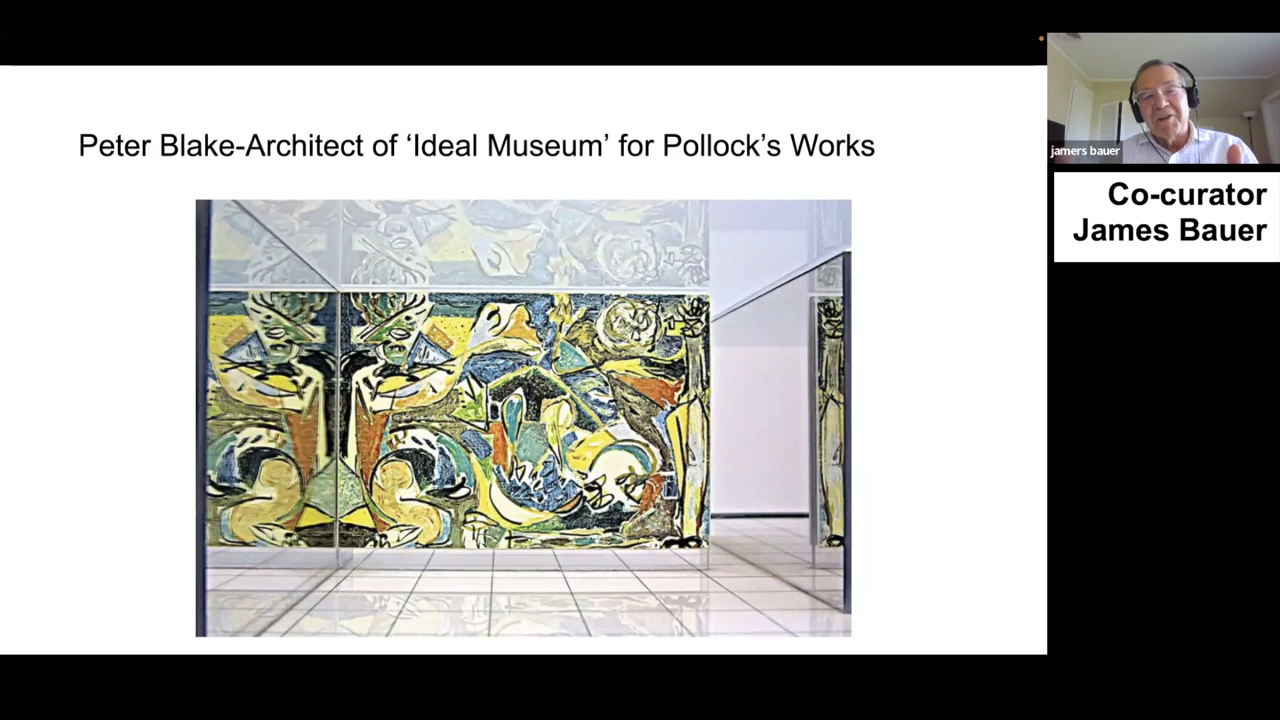 Peter Blake-Architect of ‘Ideal Museum’ for Pollock’s Works
jamers bauer
Co-curator
James Bauer